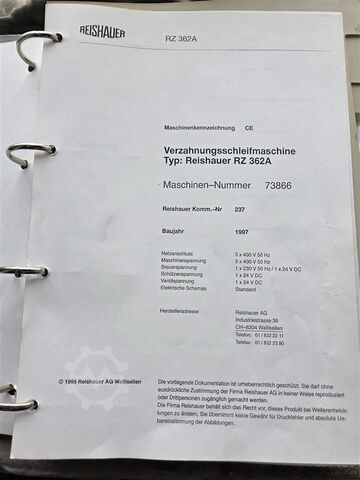 REISHAUER RZ 362A
Maschinenkennzeichnung CE
Verzahnungsschleifmaschine
Typ: Reishauer RZ 362A
Maschinen-Nummer 73866
Reishauer Komm.-Nr 237
Baujahr 1997
Netzanschluss 3 x 400 V 50 Hz
Maschinenspannung 3 x 400 V 50 Hz
Steuerspannung 1 x 230 V 50 Hz / 1 x 24 V DC
Schützenspannung 1 x 24 V DC
Ventilspannung 1 x 24 V DC
Elektrische Schemas Standard
Herstelleradresse Reishauer AG
Industriestrasse 36
CH-8304 Wallisellen
Telefon: 01 / 832 22 11
Telefax: 01 / 832 23 90
© 1995 Reishauer AG Wallisellen
Die vorliegende Dokumentation ist urheberrechtlich geschützt. Sie darf ohne
ausdrückliche Zustimmung der Firma Reishauer AG in keiner Weise reproduziert
oder Drittpersonen zugänglich gemacht werden.
Die Firma Reishauer behält sich das Recht vor, dieses Produkt bei Weiterentwick-
lungen zu ändern. Sie übernimmt keine Gewähr für Druckfehler und absolute Ue-
bereinstimmung der Abbildungen.